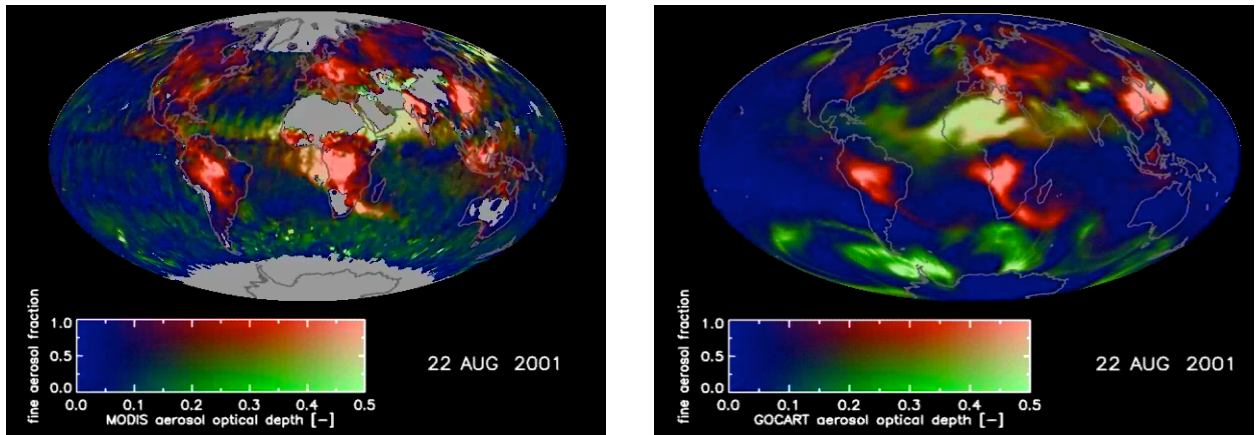 fine aerosol fraction
1.0
0.5
0.0
0.0 0.1 0.2 0.3 0.4 0.5
MODIS aerosol optical depth [-]
22 AUG 2001
fine aerosol fraction
1.0
0.5
0.0
0.0 0.1 0.2 0.3 0.4 0.5
GOCART aerosol optical depth [-]
22 AUG 2001